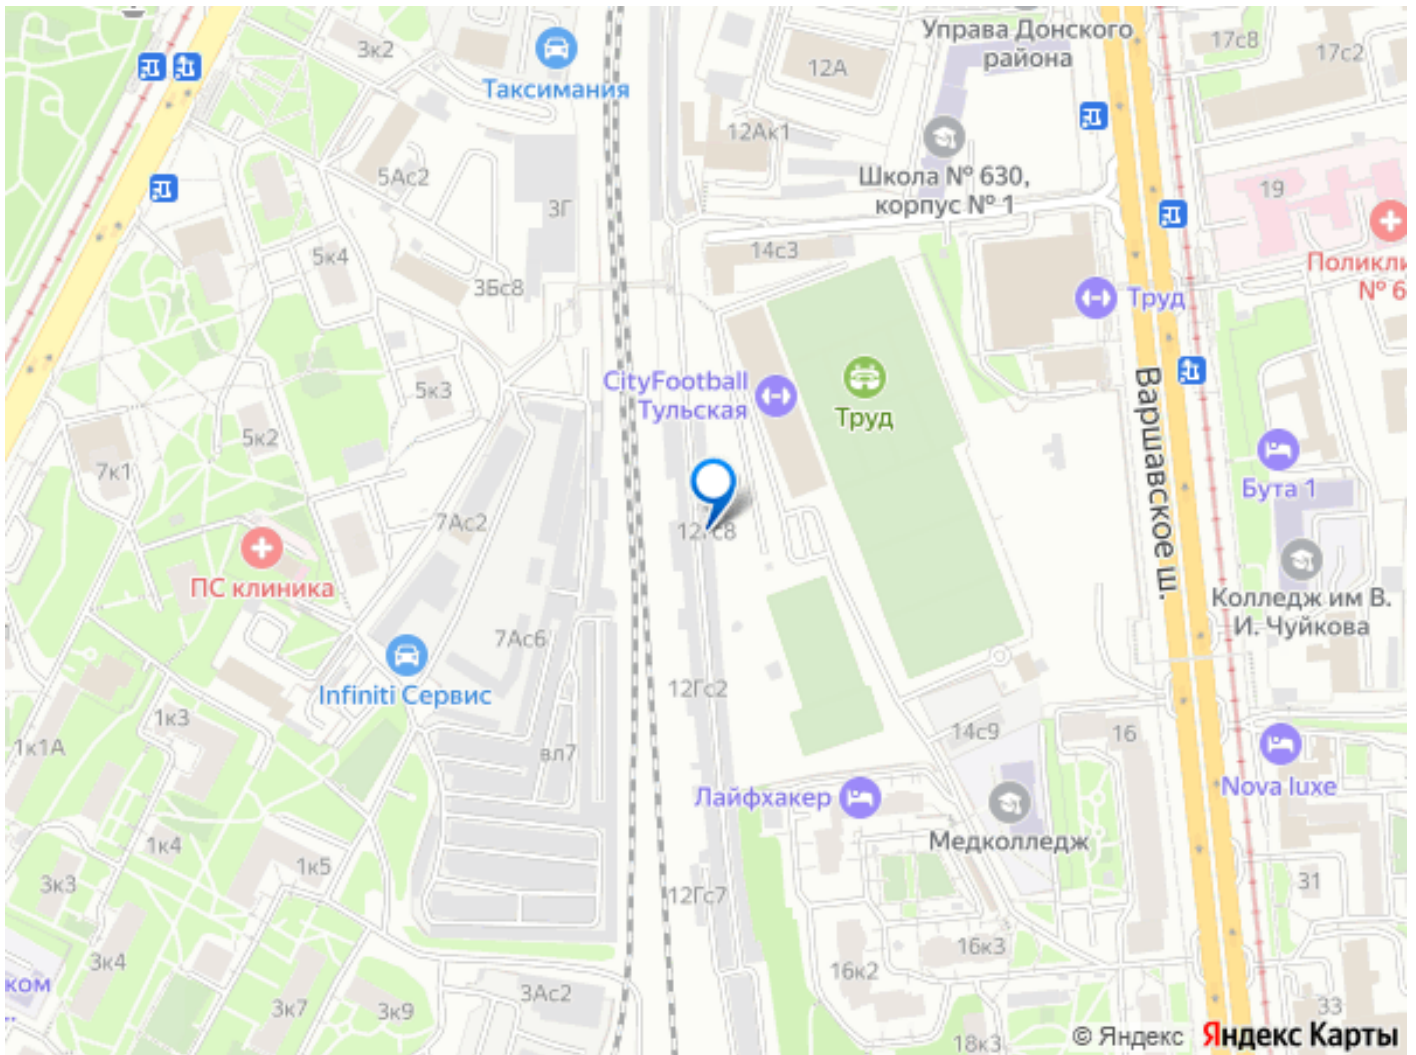 Управа Донского
района
3к2
17с8
17с2
12А
Таксимания
12Ак1
Школа № 630,
корпус № 1
5Ас2
19
3Г
Поликли
№ 6
14с3
5к4
3Бс8
Труд
CityFootball
Тульская
Труд
5к3
Варшавское ш.
5к2
7к1
Бута 1
7Ас2
12Гс8
ПС клиника
Колледж им В.
И. Чуйкова
7Ас6
Infiniti Сервис
12Гс2
1к3
14с9
16
1к1А
вл7
Лайфхакер
Nova luxe
Медколледж
1к4
1к5
3к3
31
12Гс7
16к3
3к4
16к2
ком
3Ас2
3к7
3к9
33
18к3
© Яндекс
Яндекс Карты